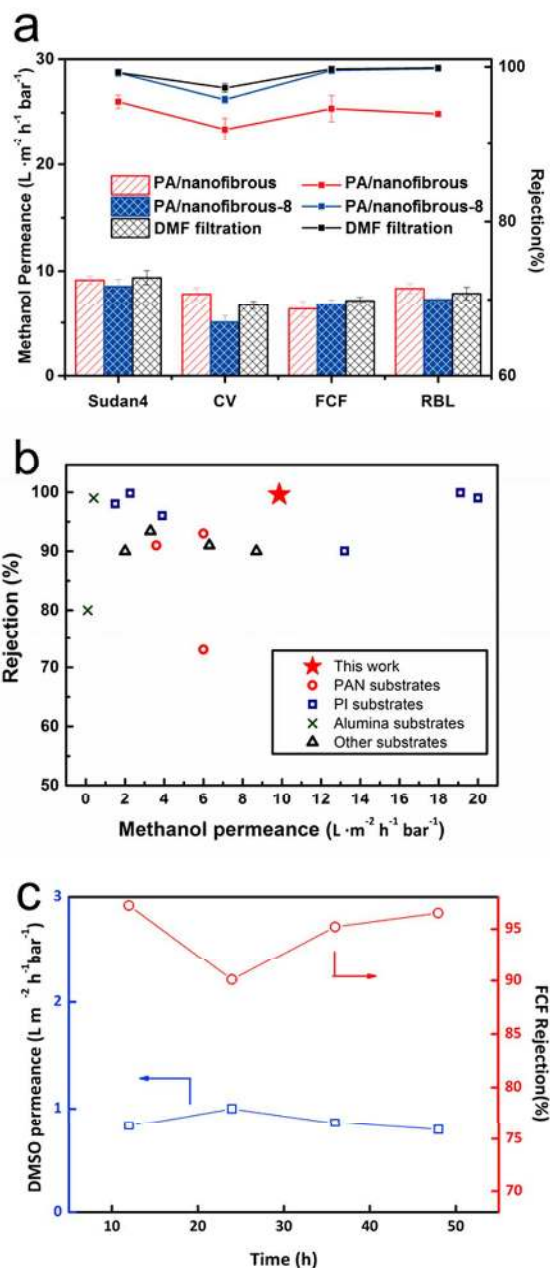 a
30
20
10
0
Methanol Permeance (L ·m⁻² h⁻¹ bar⁻¹)
100
80
60
Rejection(%)
PA/nanofibrous
PA/nanofibrous
PA/nanofibrous-8
PA/nanofibrous-8
DMF filtration
DMF filtration
Sudan4 CV FCF RBL
b
100
90
80
70
60
50
Rejection (%)
This work
PAN substrates
PI substrates
Alumina substrates
Other substrates
0 2 4 6 8 10 12 14 16 18 20
Methanol permeance (L ·m⁻² h⁻¹ bar⁻¹)
c
3
2
1
0
DMSO permeance (L m ⁻² h⁻¹bar⁻¹)
95
90
85
80
75
70
FCF Rejection(%)
10 20 30 40 50
Time (h)